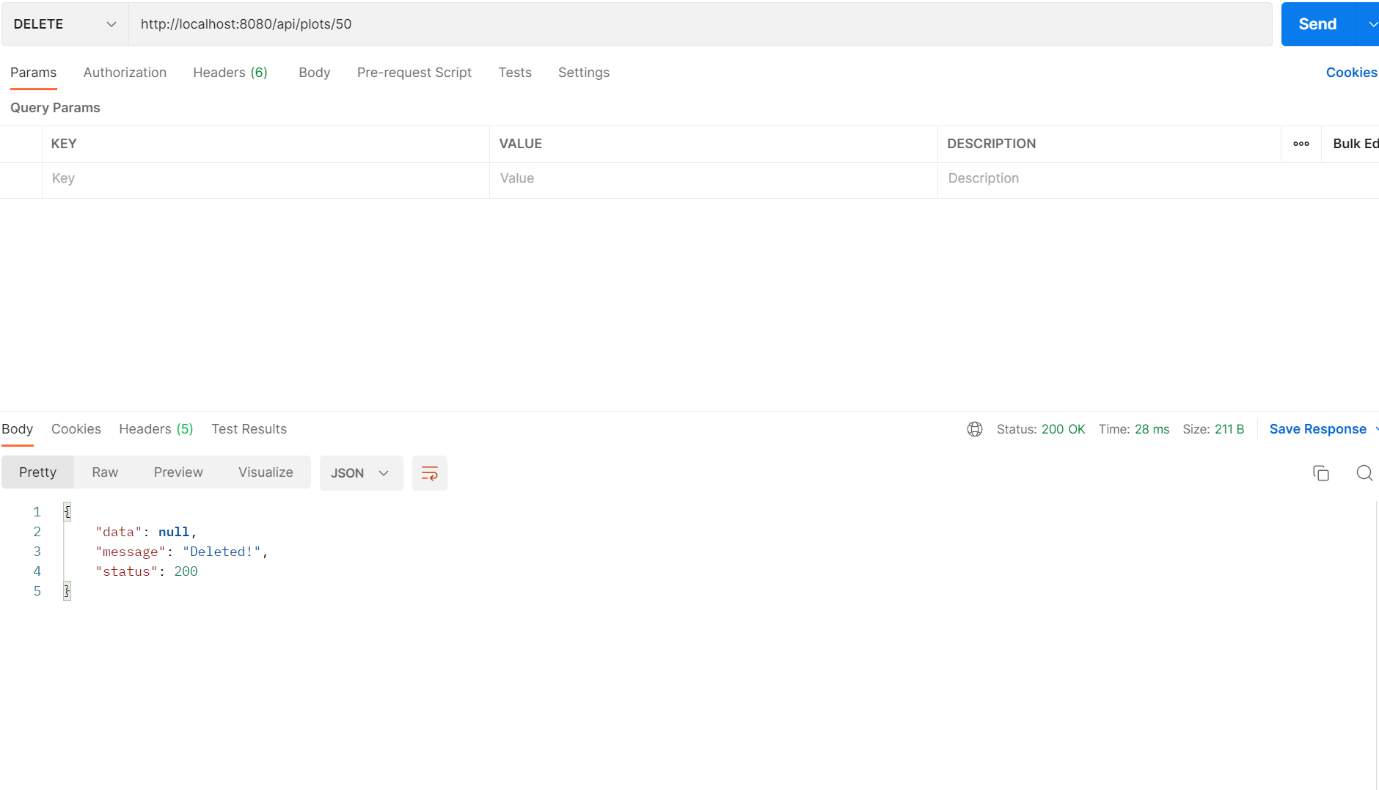 DELETE http://localhost:8080/api/plots/50 Send
Params Authorization Headers (6) Body Pre-request Script Tests Settings Cookies
Query Params
KEY VALUE DESCRIPTION ooo Bulk Ed
Key Value Description
Body Cookies Headers (5) Test Results Status: 200 OK Time: 28 ms Size: 211 B Save Response
Pretty Raw Preview Visualize JSON
1 {
2 "data": null,
3 "message": "Deleted!",
4 "status": 200
5 }